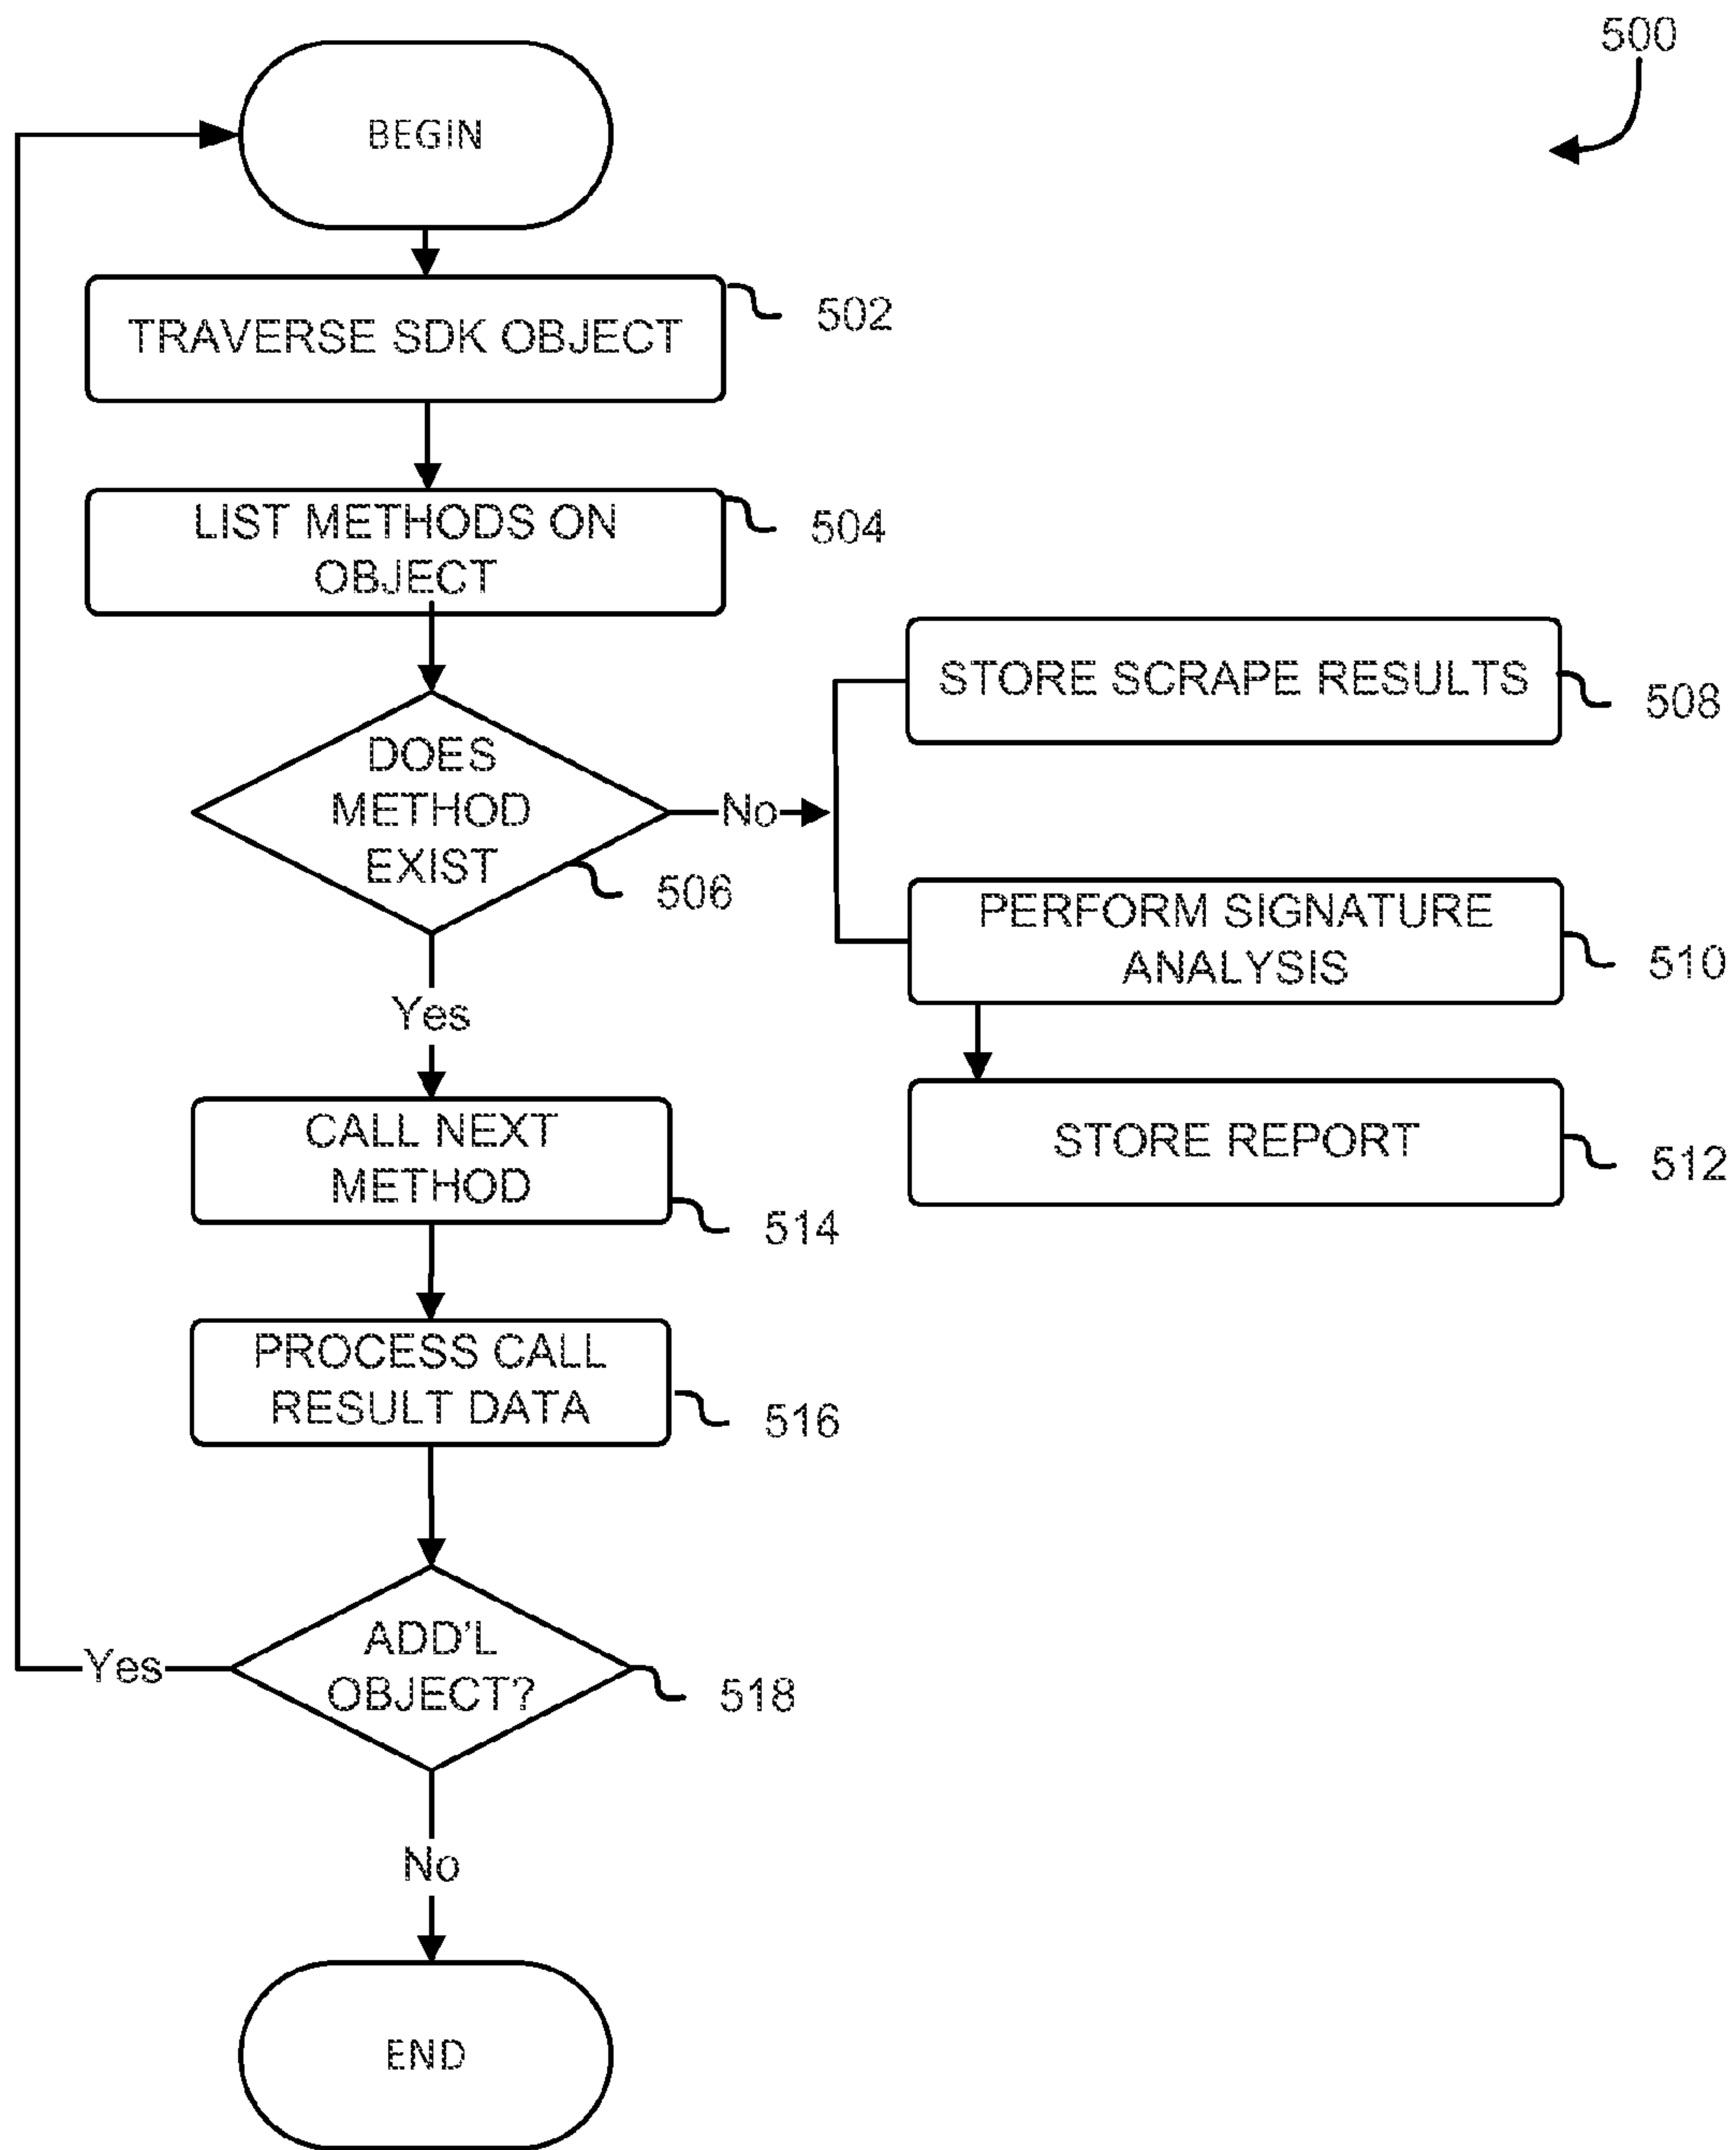 500
BEGIN
TRAVERSE SDK OBJECT
502
LIST METHODS ON
OBJECT
504
DOES
METHOD
EXIST
506
No
STORE SCRAPE RESULTS
508
PERFORM SIGNATURE
ANALYSIS
510
STORE REPORT
512
Yes
CALL NEXT
METHOD
514
PROCESS CALL
RESULT DATA
516
ADD'L
OBJECT?
518
Yes
No
END